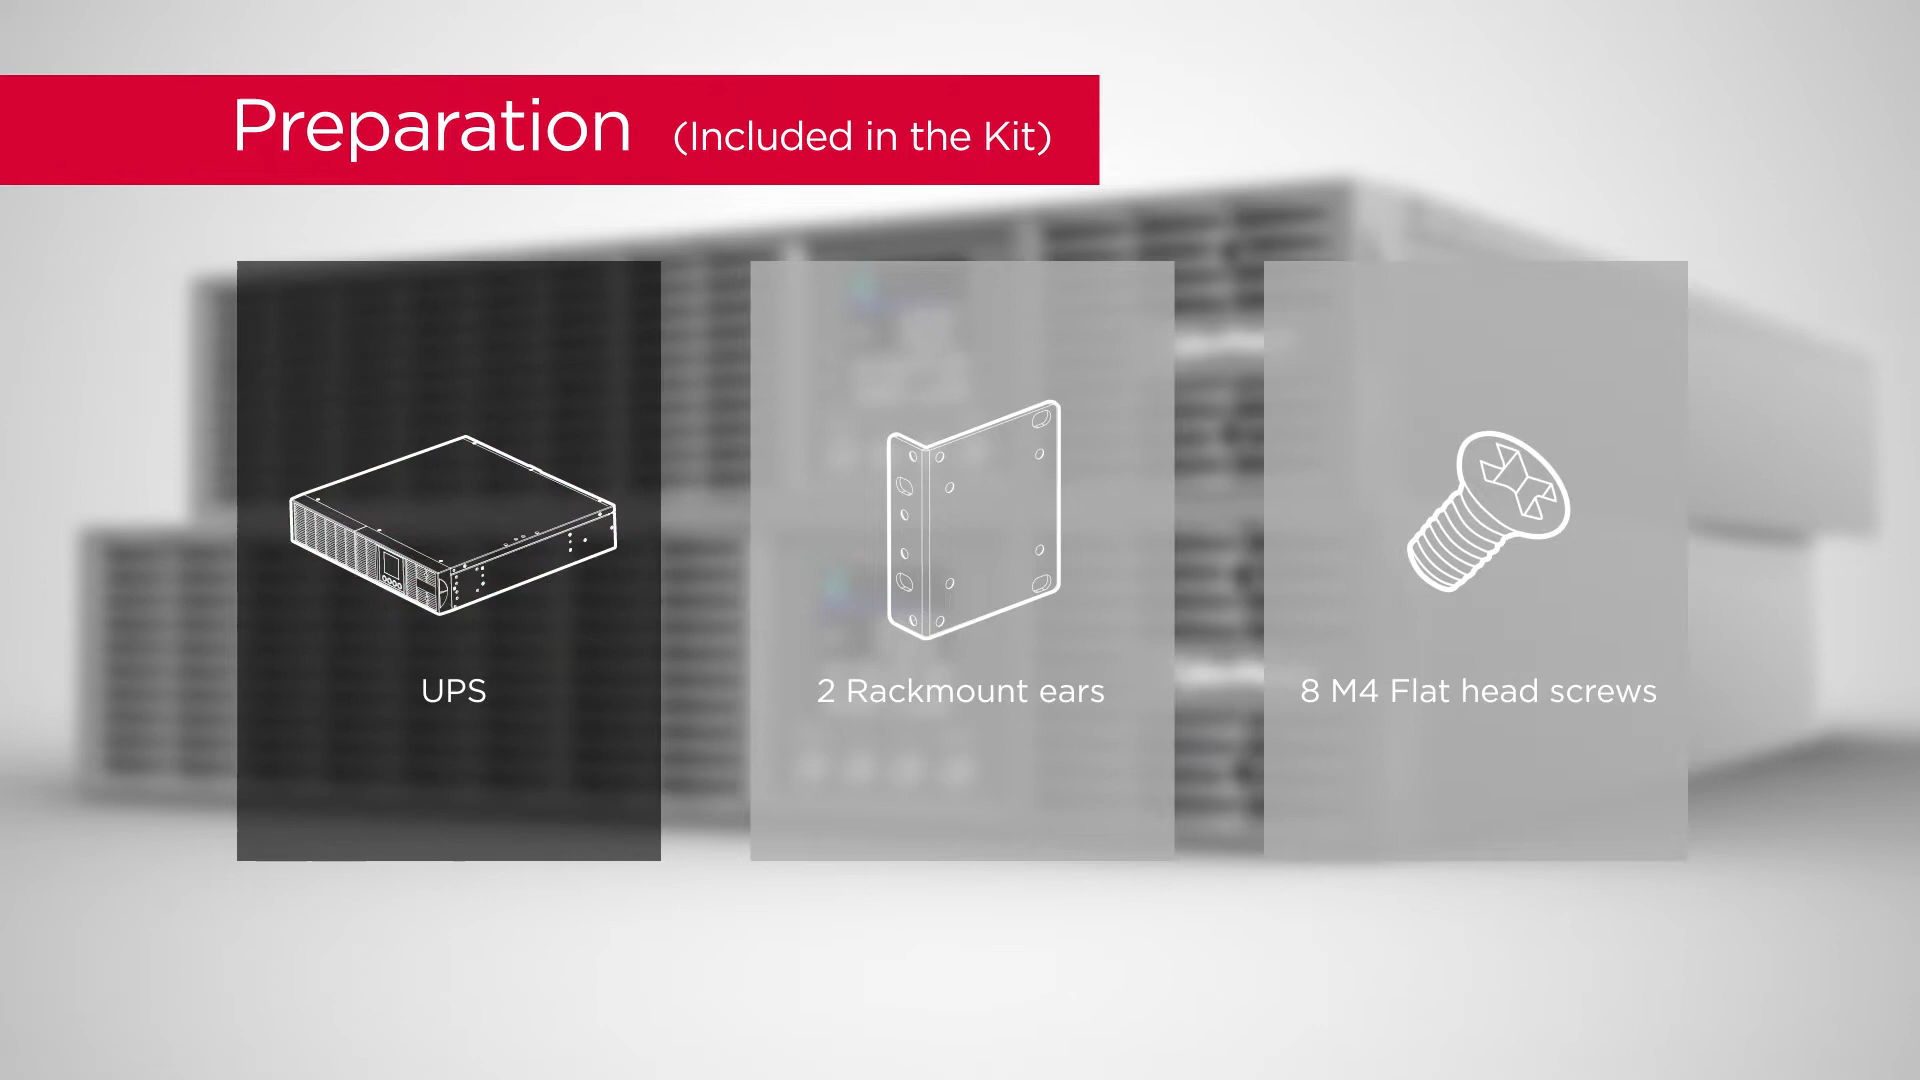 Preparation (Included in the Kit)
UPS
2 Rackmount ears
8 M4 Flat head screws